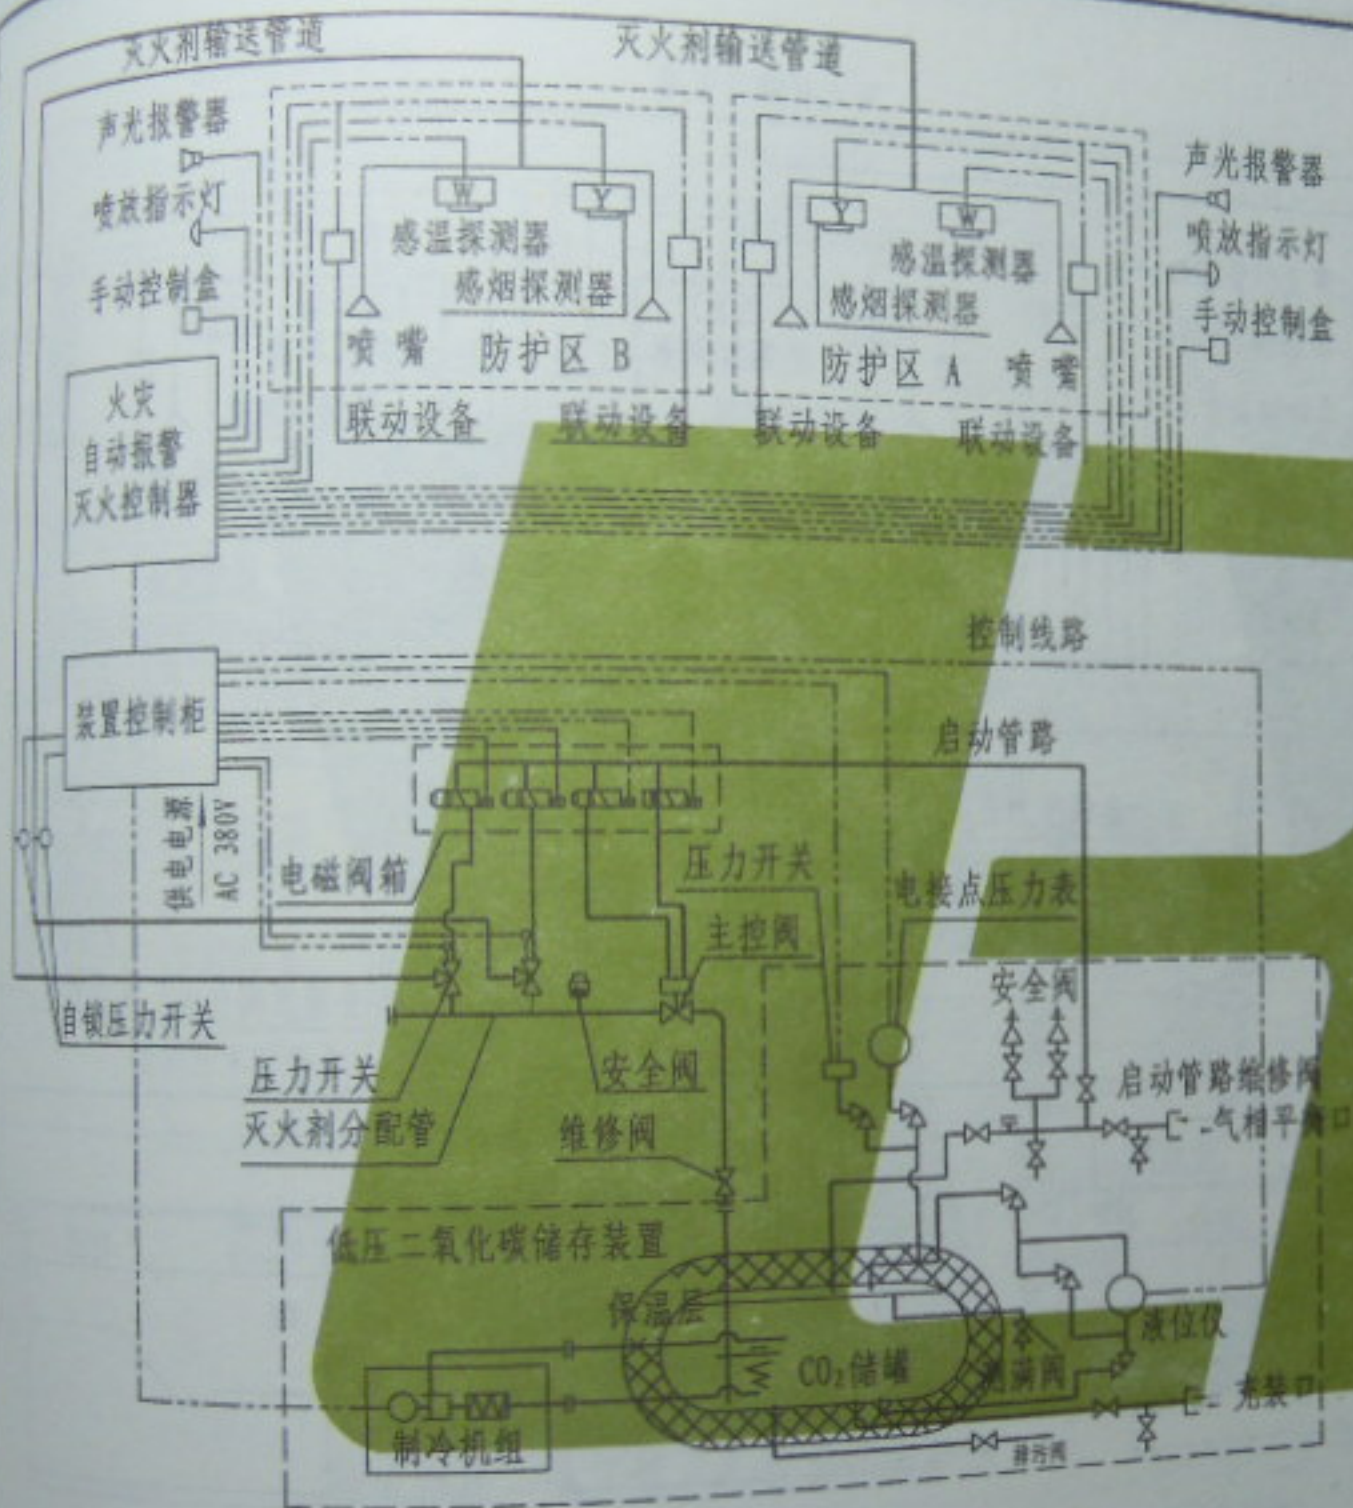 灭火剂输送管道
灭火剂输送管道
声光报警器
喷放指示灯
手动控制盒
W
Y
感温探测器
感烟探测器
喷嘴
防护区 B
Y
W
感温探测器
感烟探测器
防护区 A
喷嘴
声光报警器
喷放指示灯
手动控制盒
火灾
自动报警
灭火控制器
联动设备
联动设备
联动设备
联动设备
控制线路
装置控制柜
启动管路
供电电源
AC 380V
电磁阀箱
压力开关
电接点压力表
主控阀
安全阀
自锁压力开关
压力开关
安全阀
启动管路维修阀
灭火剂分配管
维修阀
气相平衡口
低压二氧化碳储存装置
保温层
液位仪
CO₂储罐
测满阀
充装口
制冷机组
排污阀